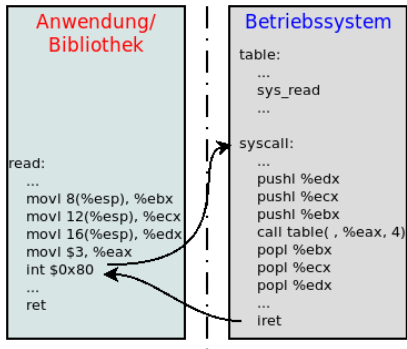 Anwendung/
Bibliothek
read:
...
movl 8(%esp), %ebx
movl 12(%esp), %ecx
movl 16(%esp), %edx
movl $3, %eax
int $0x80
...
ret
Betriebssystem
table:
...
sys_read
...
syscall:
...
pushl %edx
pushl %ecx
pushl %ebx
call table( , %eax, 4)
popl %ebx
popl %ecx
popl %edx
...
iret